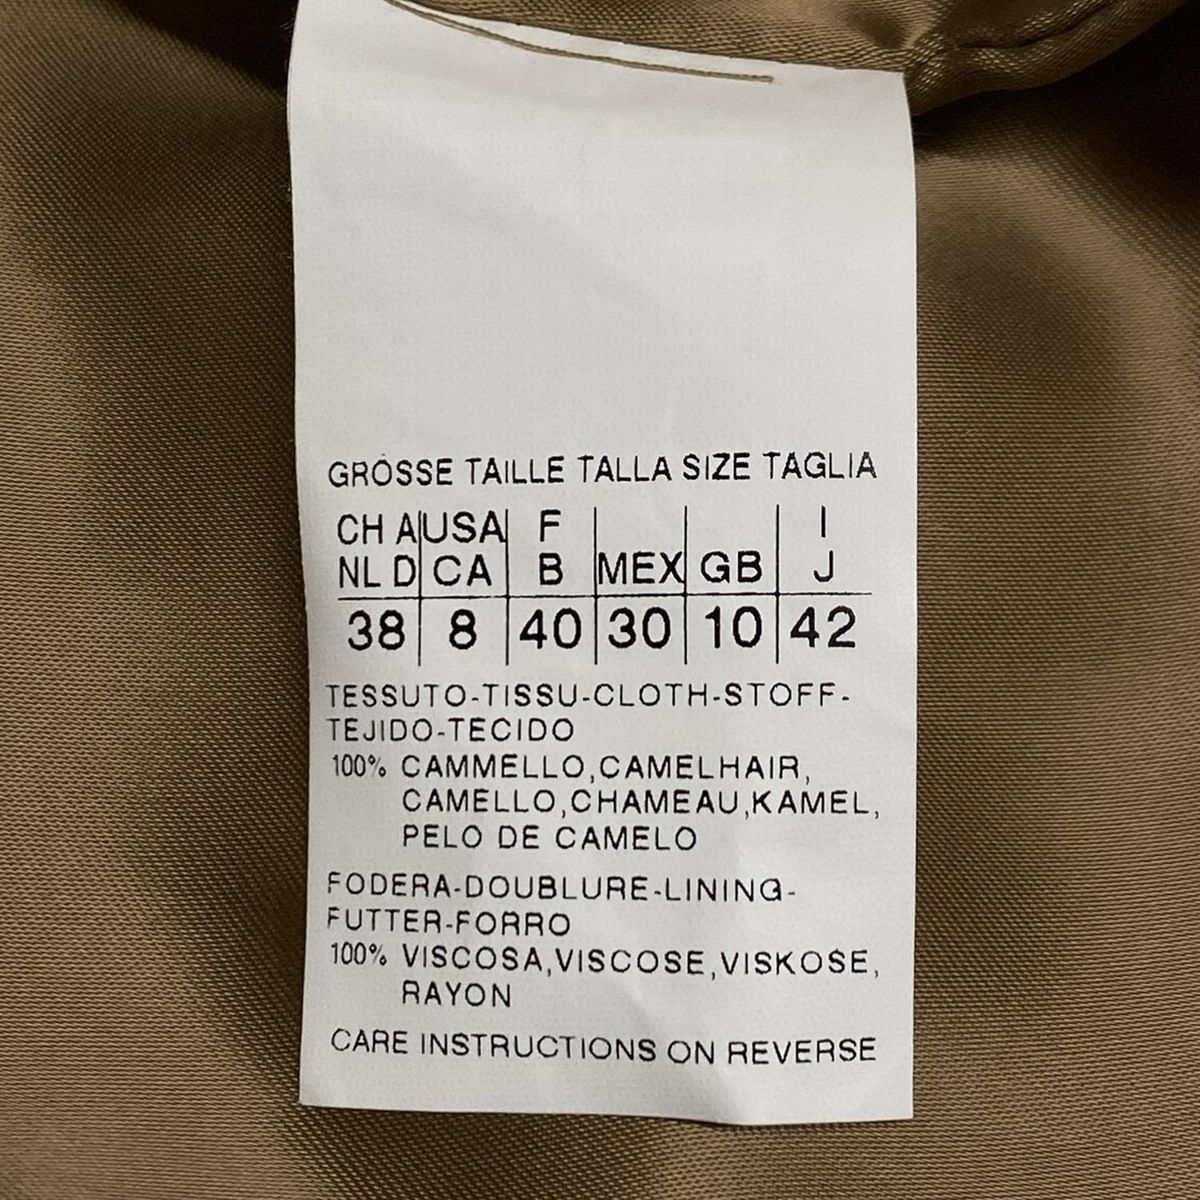 GRÖSSE TAILLE TALLA SIZE TAGLIA
CH A USA F I
NL D CA B MEX GB J
38 8 40 30 10 42
TESSUTO-TISSU-CLOTH-STOFF-
TEJIDO-TECIDO
100% CAMMELLO,CAMELHAIR,
CAMELLO,CHAMEAU,KAMEL,
PELO DE CAMELO
FODERA-DOUBLURE-LINING-
FUTTER-FORRO
100% VISCOSA,VISCOSE,VISKOSE,
RAYON
CARE INSTRUCTIONS ON REVERSE